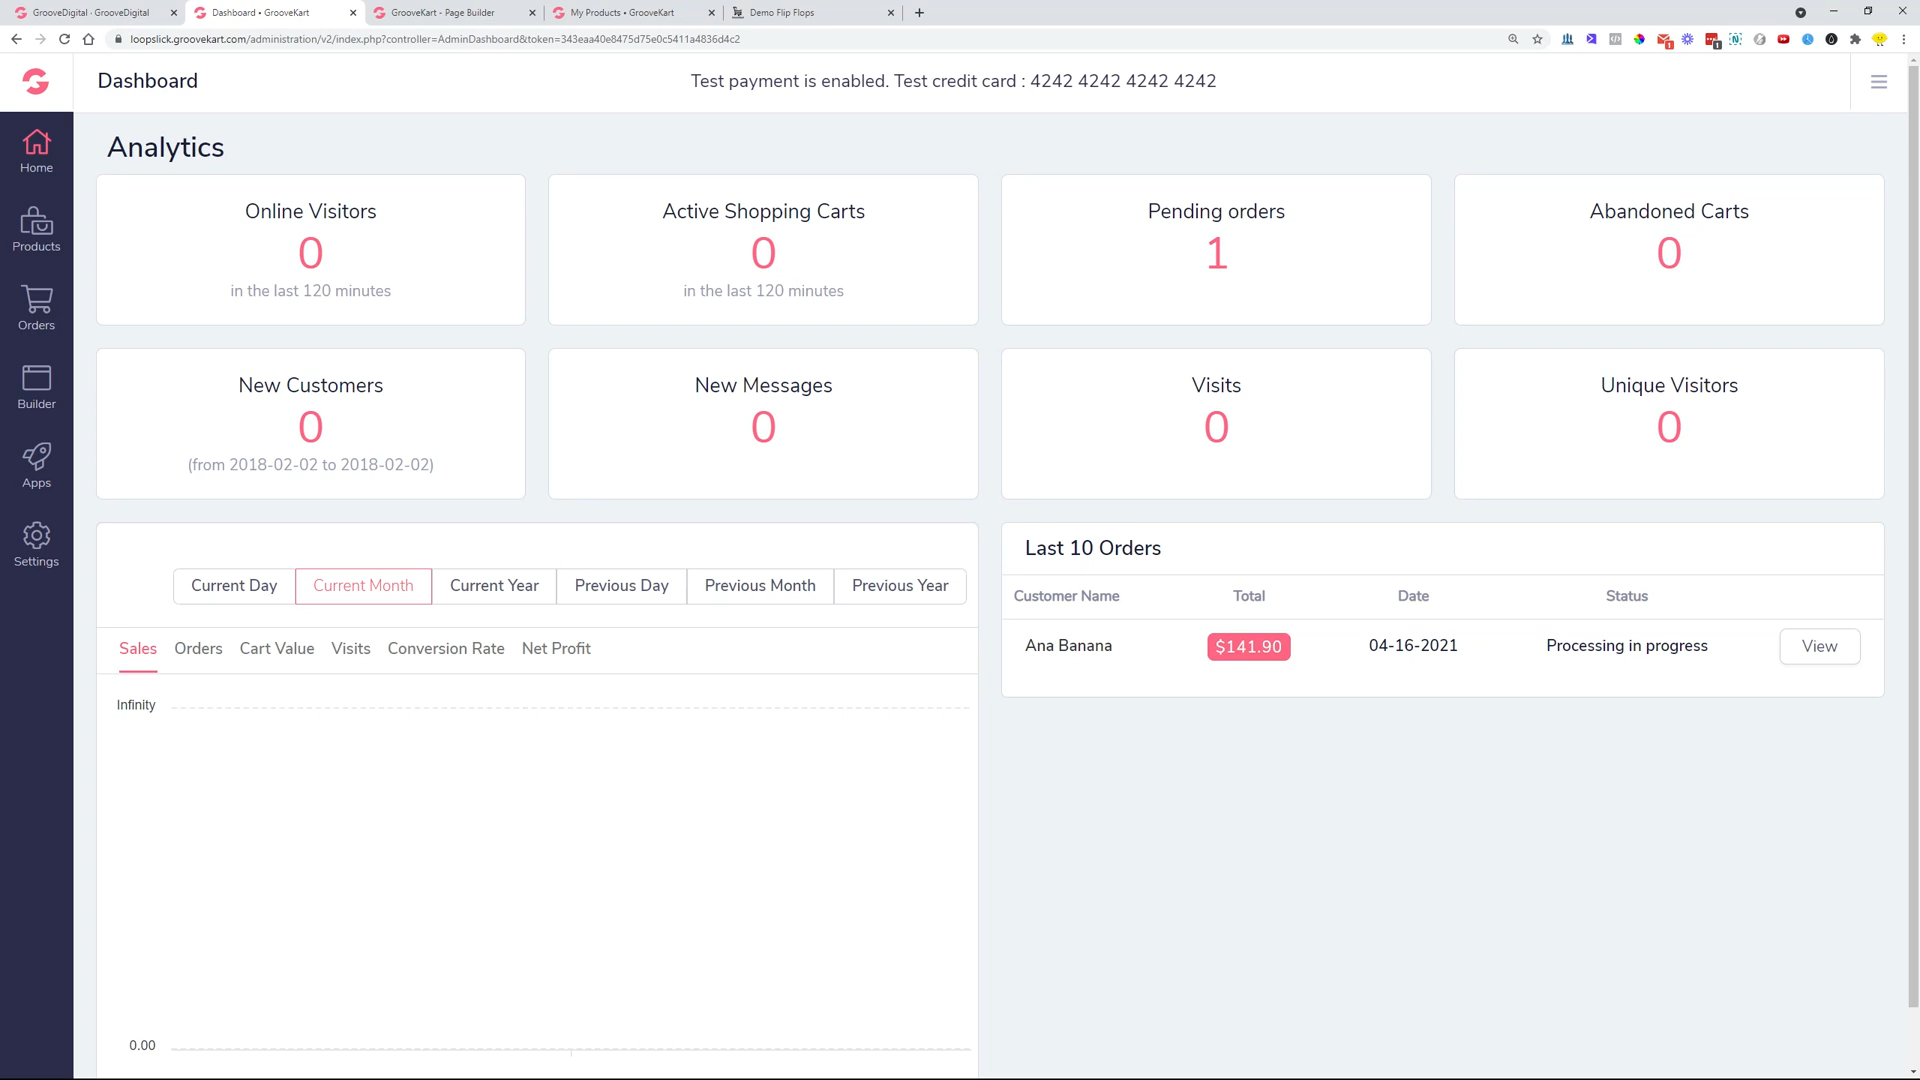 GrooveDigital · GrooveDigital
Dashboard • GrooveKart
GrooveKart - Page Builder
My Products • GrooveKart
Demo Flip Flops
loopslick.groovekart.com/administration/v2/index.php?controller=AdminDashboard&token=343eaa40e8475d75e0c5411a4836d4c2
Dashboard
Test payment is enabled. Test credit card : 4242 4242 4242 4242
Home
Products
Orders
Builder
Apps
Settings
Analytics
Online Visitors
0
in the last 120 minutes
Active Shopping Carts
0
in the last 120 minutes
Pending orders
1
Abandoned Carts
0
New Customers
0
(from 2018-02-02 to 2018-02-02)
New Messages
0
Visits
0
Unique Visitors
0
Current Day Current Month Current Year Previous Day Previous Month Previous Year
Sales Orders Cart Value Visits Conversion Rate Net Profit
Infinity
0.00
Last 10 Orders
Customer Name Total Date Status
Ana Banana $141.90 04-16-2021 Processing in progress View